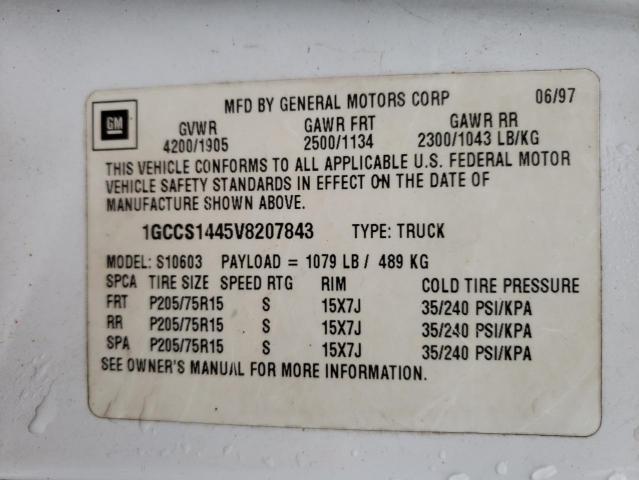 MFD BY GENERAL MOTORS CORP 06/97
GM
GVWR GAWR FRT GAWR RR
4200/1905 2500/1134 2300/1043 LB/KG
THIS VEHICLE CONFORMS TO ALL APPLICABLE U.S. FEDERAL MOTOR
VEHICLE SAFETY STANDARDS IN EFFECT ON THE DATE OF
MANUFACTURE SHOWN ABOVE.
1GCCS1445V8207843 TYPE: TRUCK
MODEL: S10603 PAYLOAD = 1079 LB / 489 KG
SPCA TIRE SIZE SPEED RTG RIM COLD TIRE PRESSURE
FRT P205/75R15 S 15X7J 35/240 PSI/KPA
RR P205/75R15 S 15X7J 35/240 PSI/KPA
SPA P205/75R15 S 15X7J 35/240 PSI/KPA
SEE OWNER'S MANUAL FOR MORE INFORMATION.